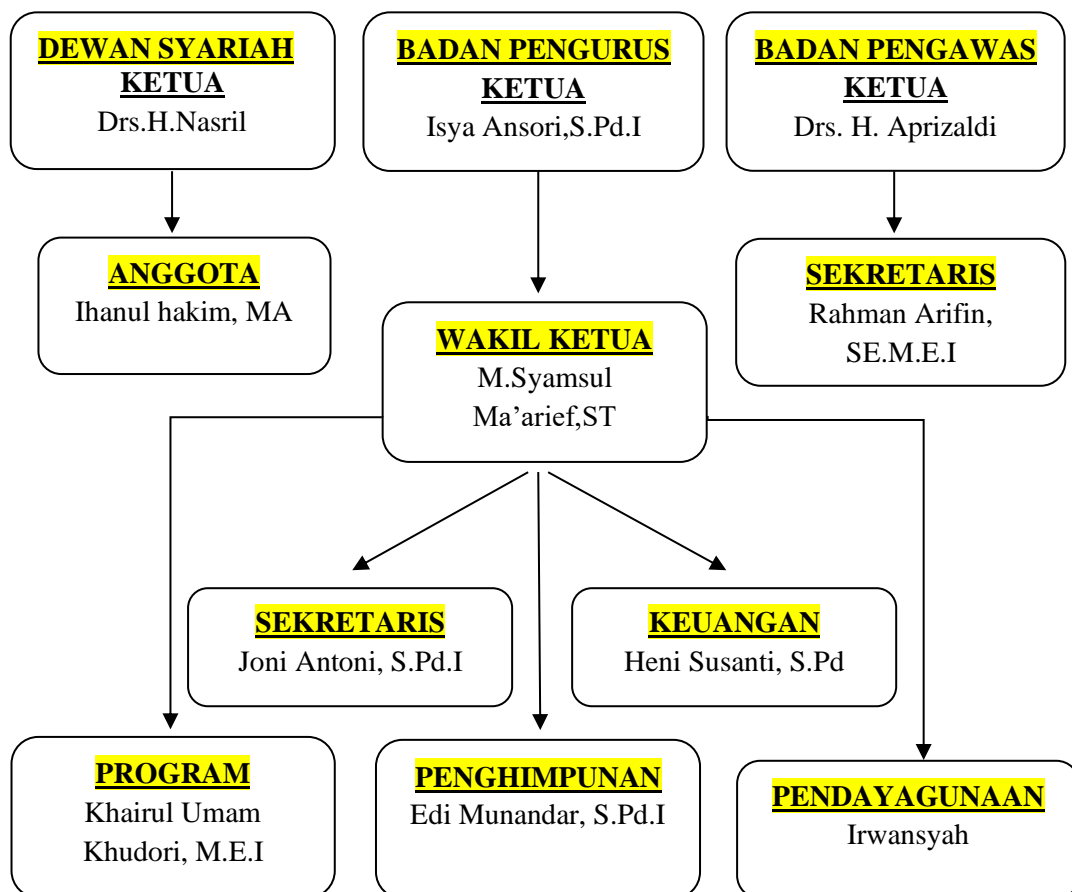 DEWAN SYARIAH
KETUA
Drs.H.Nasril
BADAN PENGURUS
KETUA
Isya Ansori,S.Pd.I
BADAN PENGAWAS
KETUA
Drs. H. Aprizaldi
ANGGOTA
Ihanul hakim, MA
SEKRETARIS
Rahman Arifin,
SE.M.E.I
WAKIL KETUA
M.Syamsul
Ma’arief,ST
SEKRETARIS
Joni Antoni, S.Pd.I
KEUANGAN
Heni Susanti, S.Pd
PROGRAM
Khairul Umam
Khudori, M.E.I
PENGHIMPUNAN
Edi Munandar, S.Pd.I
PENDAYAGUNAAN
Irwansyah